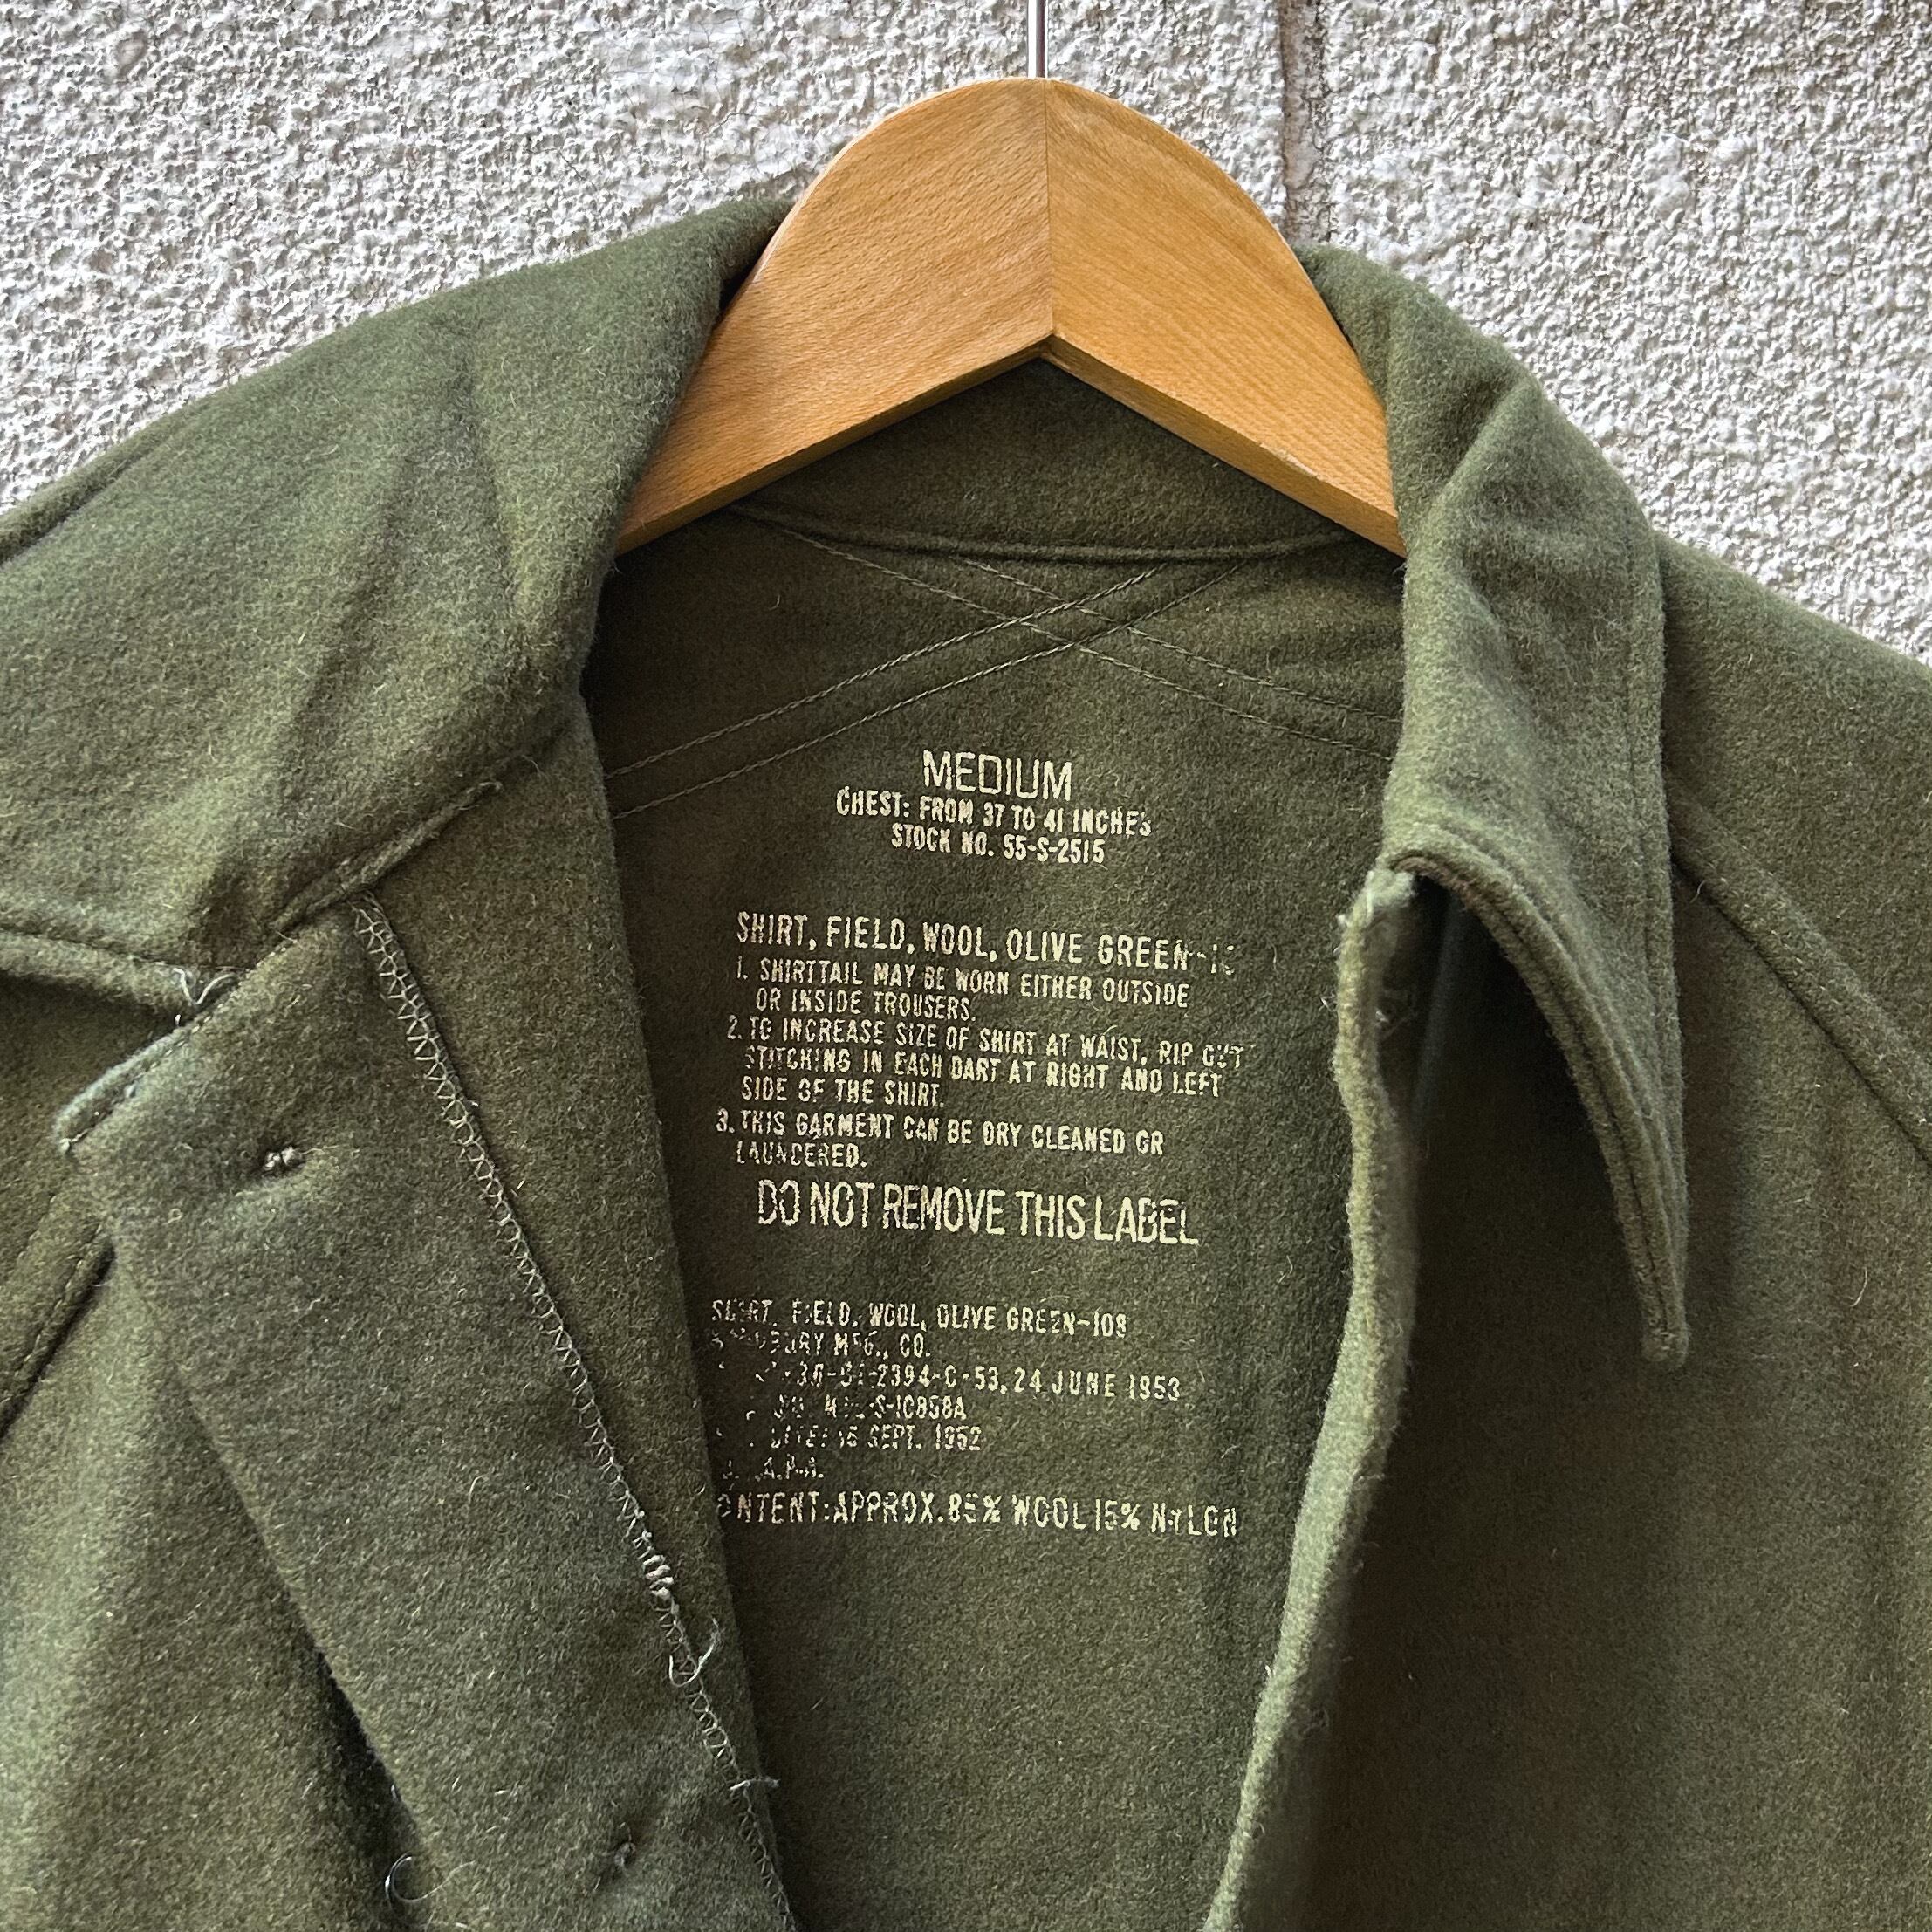 MEDIUM
CHEST: FROM 37 TO 41 INCHES
STOCK NO. 55-S-2515
SHIRT, FIELD, WOOL, OLIVE GREEN-
1. SHIRTTAIL MAY BE WORN EITHER OUTSIDE
OR INSIDE TROUSERS.
2. TO INCREASE SIZE OF SHIRT AT WAIST, RIP OUT
STITCHING IN EACH DART AT RIGHT AND LEFT
SIDE OF THE SHIRT.
3. THIS GARMENT CAN BE DRY CLEANED OR
LAUNDERED.
DO NOT REMOVE THIS LABEL
SHIRT, FIELD, WOOL, OLIVE GREEN-108
MFG., CO.
2394-C-53, 24 JUNE 1953
SEPT. 1952
CONTENT: APPROX. 85% WOOL 15% NYLON